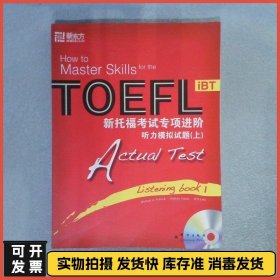 新东方
How to
Master Skills for the
TOEFL iBT
新托福考试专项进阶
听力模拟试题(上)
Actual Test
Listening book 1
可开
发票
实物拍摄 发货快 库存准 消毒发货